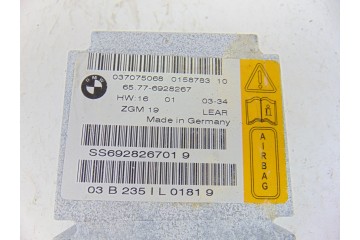 BMW
037075068 0158783 10
65.77-6928267
HW:16 01 03-34
ZGM 19 LEAR
Made in Germany
SS692826701 9
03 B 235 I L 0181 9
AIRBAG